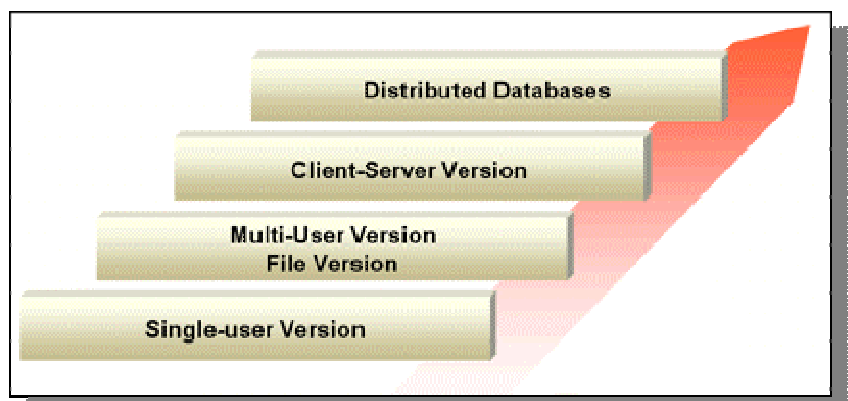 Distributed Databases
Client-Server Version
Multi-User Version
File Version
Single-user Version